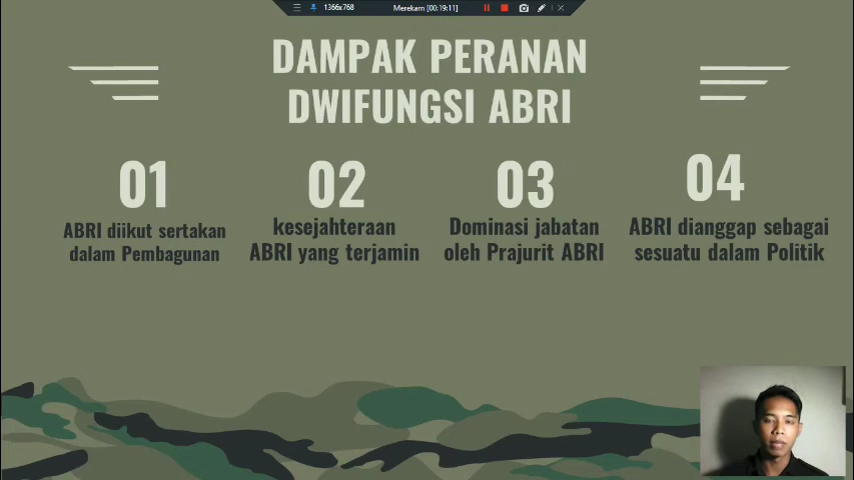 1366x768
Merekam [00:19:11]
DAMPAK PERANAN
DWIFUNGSI ABRI
01
ABRI diikut sertakan
dalam Pembagunan
02
kesejahteraan
ABRI yang terjamin
03
Dominasi jabatan
oleh Prajurit ABRI
04
ABRI dianggap sebagai
sesuatu dalam Politik